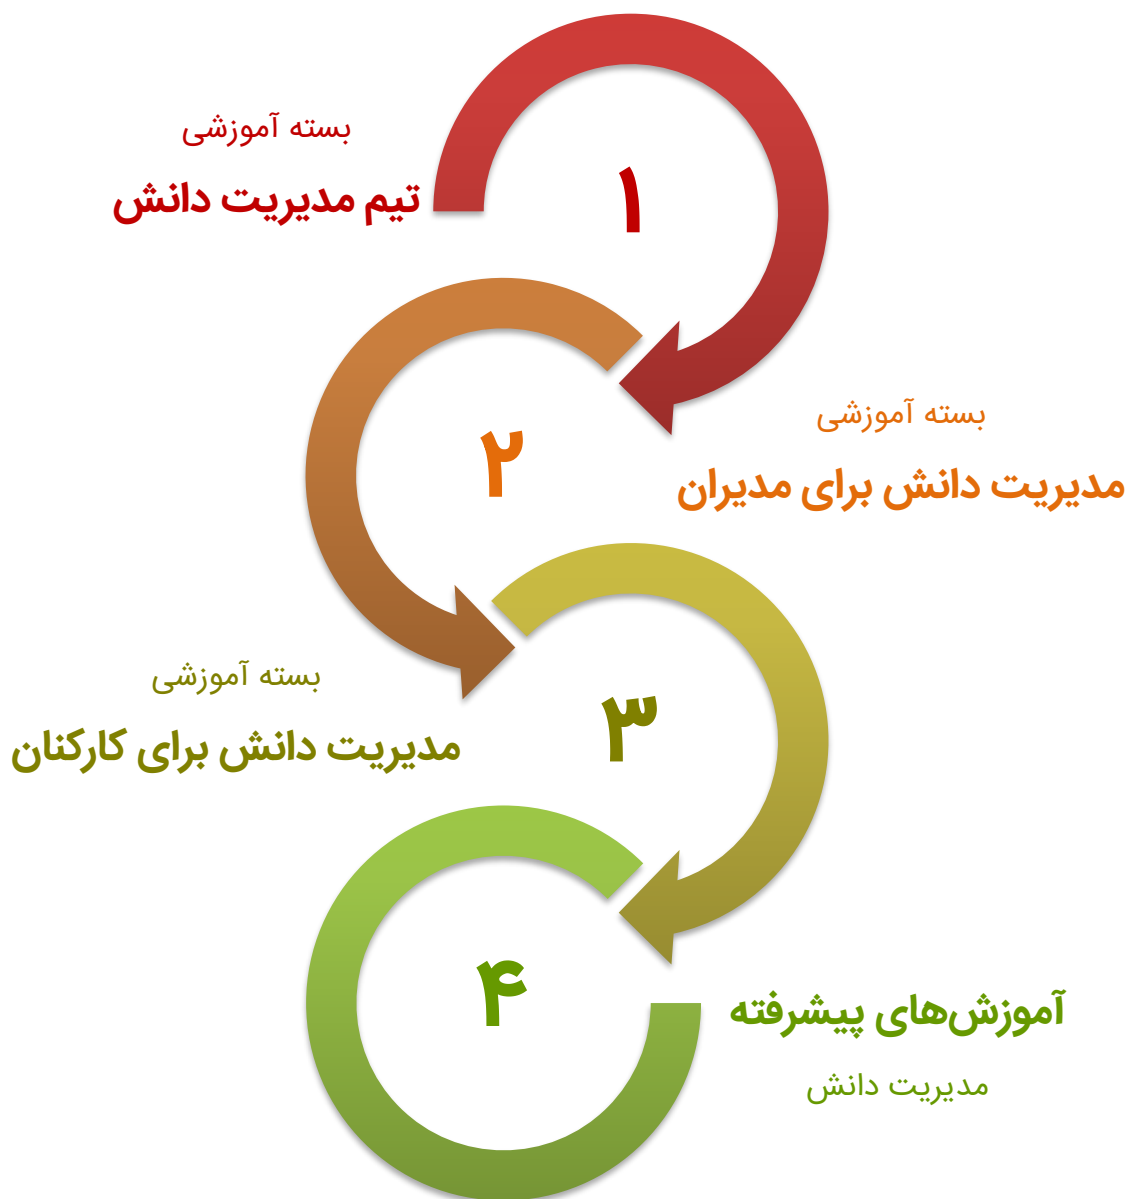 بسته آموزشی
تیم مدیریت دانش
۱
بسته آموزشی
مدیریت دانش برای مدیران
۲
بسته آموزشی
مدیریت دانش برای کارکنان
۳
آموزش‌های پیشرفته
مدیریت دانش
۴